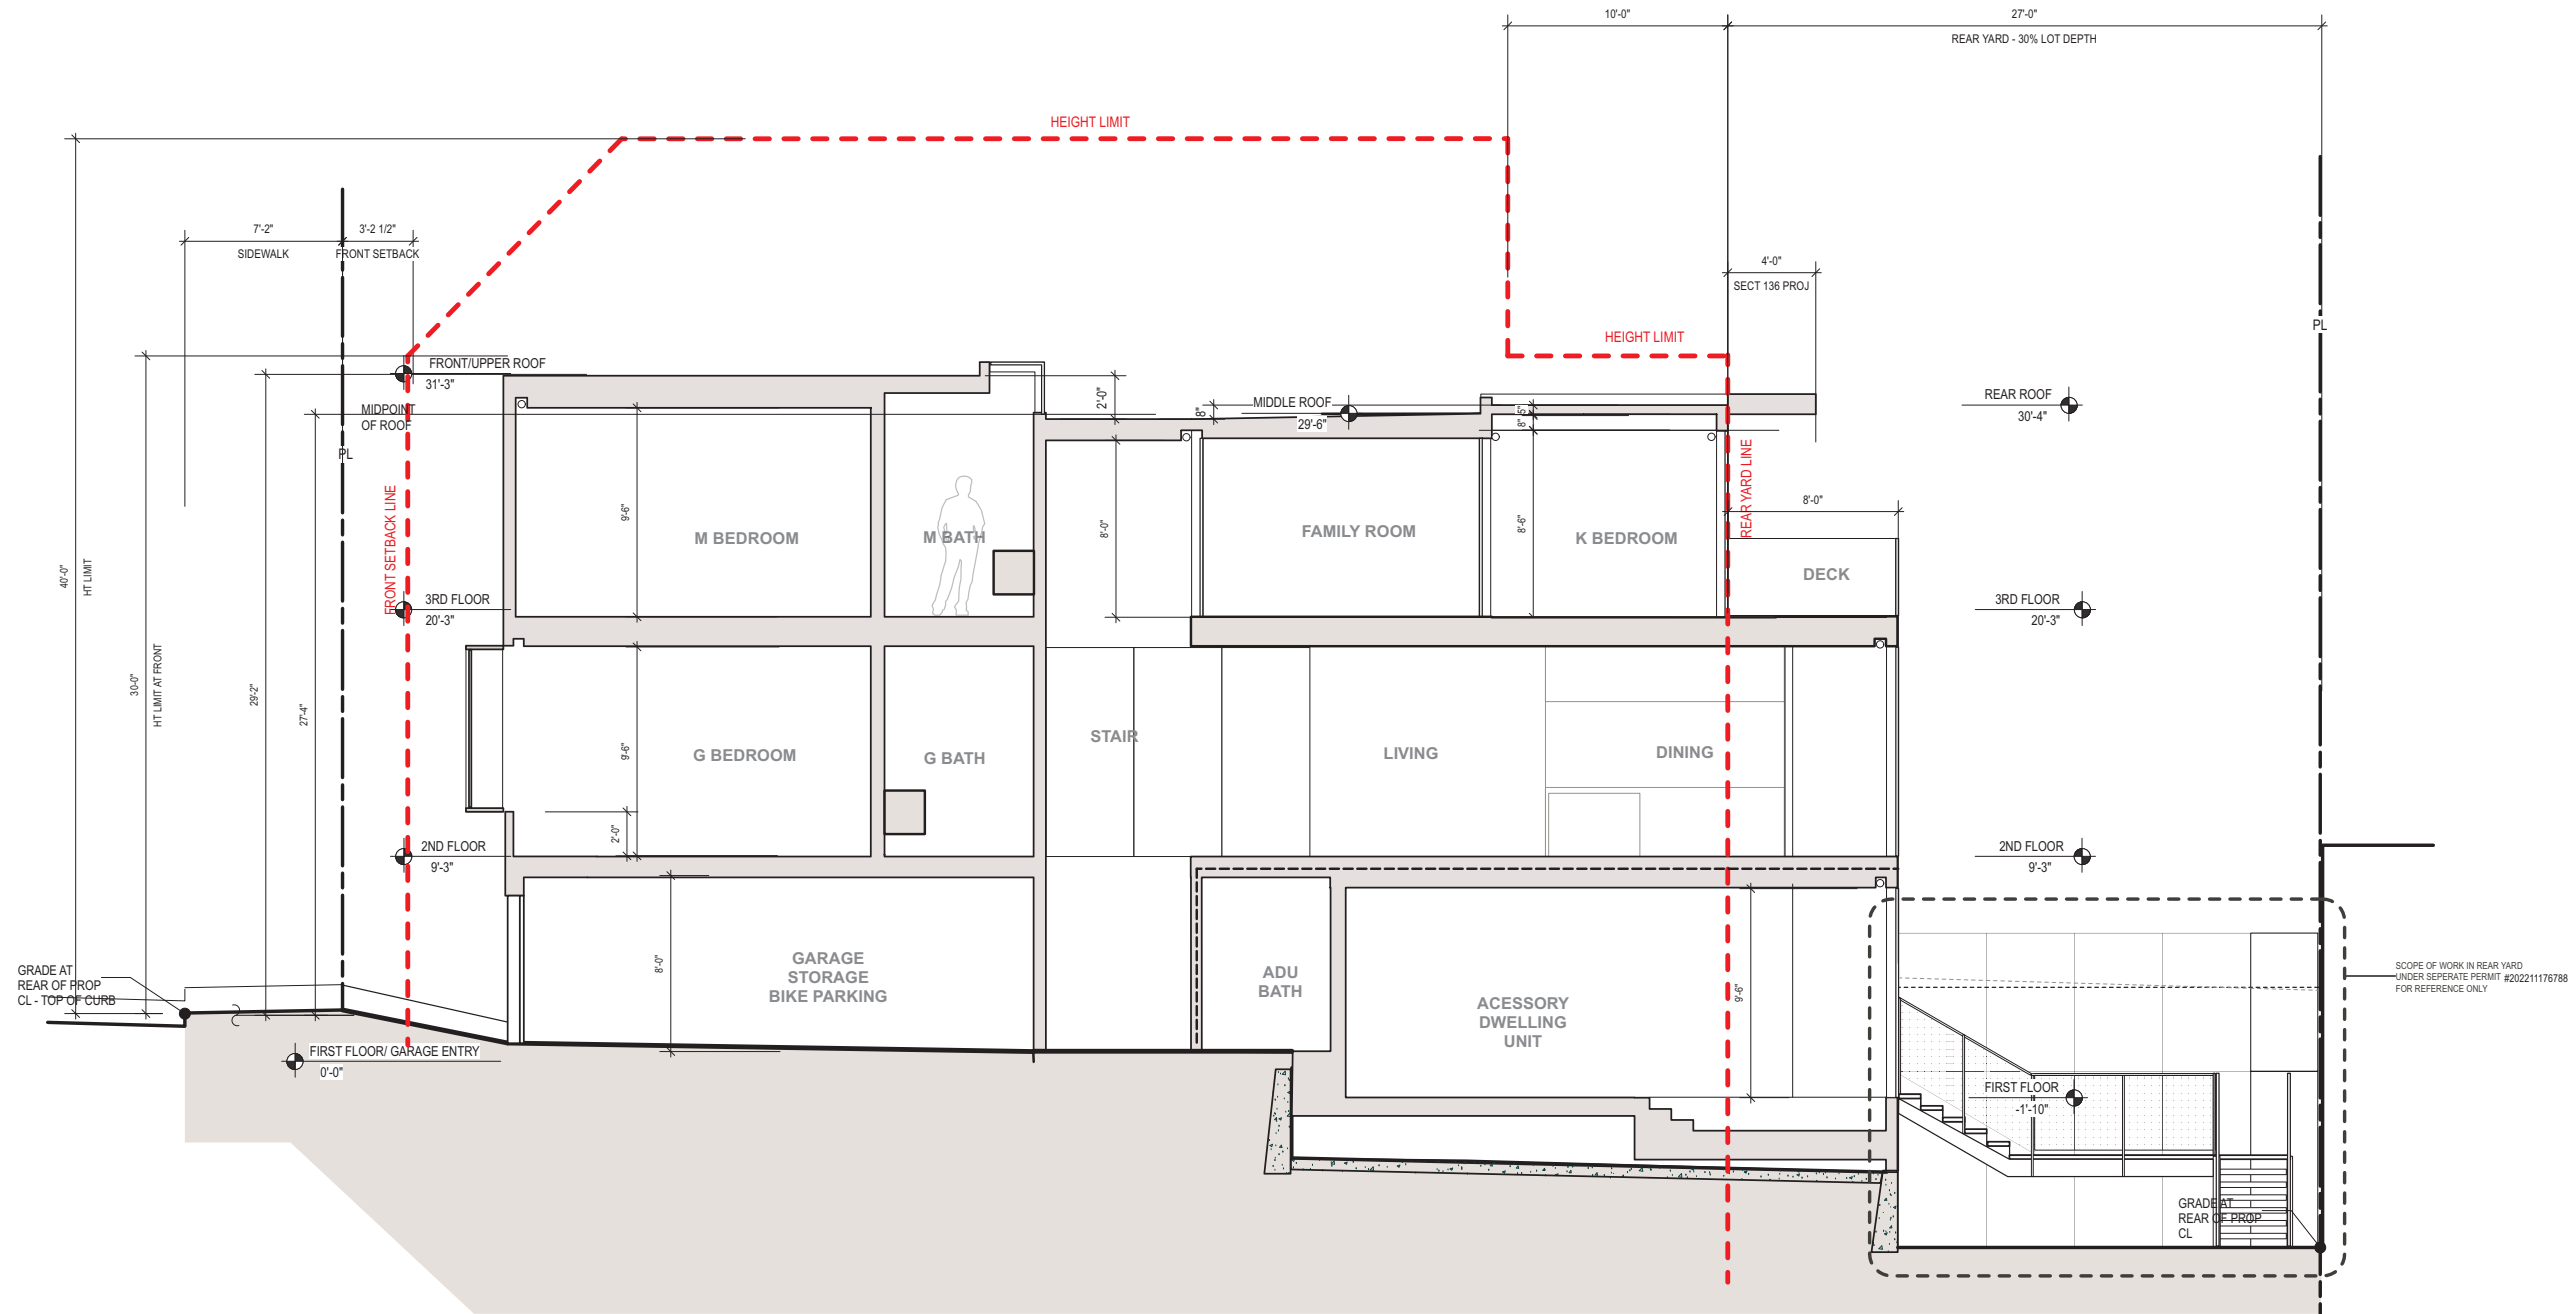 10'-0"
27'-0"
REAR YARD - 30% LOT DEPTH
HEIGHT LIMIT
7'-2"
3'-2 1/2"
SIDEWALK
FRONT SETBACK
4'-0"
SECT 136 PROJ
PL
HEIGHT LIMIT
FRONT/UPPER ROOF
31'-3"
MIDPOINT
OF ROOF
PL
2'-0"
8"
MIDDLE ROOF
29'-6"
5"
8"
REAR ROOF
30'-4"
FRONT SETBACK LINE
REAR YARD LINE
8'-0"
9'-6"
M BEDROOM
M BATH
8'-0"
FAMILY ROOM
8'-6"
K BEDROOM
DECK
40'-0"
HT LIMIT
3RD FLOOR
20'-3"
3RD FLOOR
20'-3"
30-0"
HT LIMIT AT FRONT
29'-2"
27'-4"
9'-6"
G BEDROOM
G BATH
STAIR
LIVING
DINING
2'-0"
2ND FLOOR
9'-3"
2ND FLOOR
9'-3"
8'-0"
GARAGE
STORAGE
BIKE PARKING
ADU
BATH
ACESSORY
DWELLING
UNIT
9'-6"
GRADE AT
REAR OF PROP
CL - TOP OF CURB
SCOPE OF WORK IN REAR YARD
UNDER SEPERATE PERMIT #202211176788
FOR REFERENCE ONLY
FIRST FLOOR/ GARAGE ENTRY
0'-0"
FIRST FLOOR
-1'-10"
GRADE AT
REAR OF PROP
CL